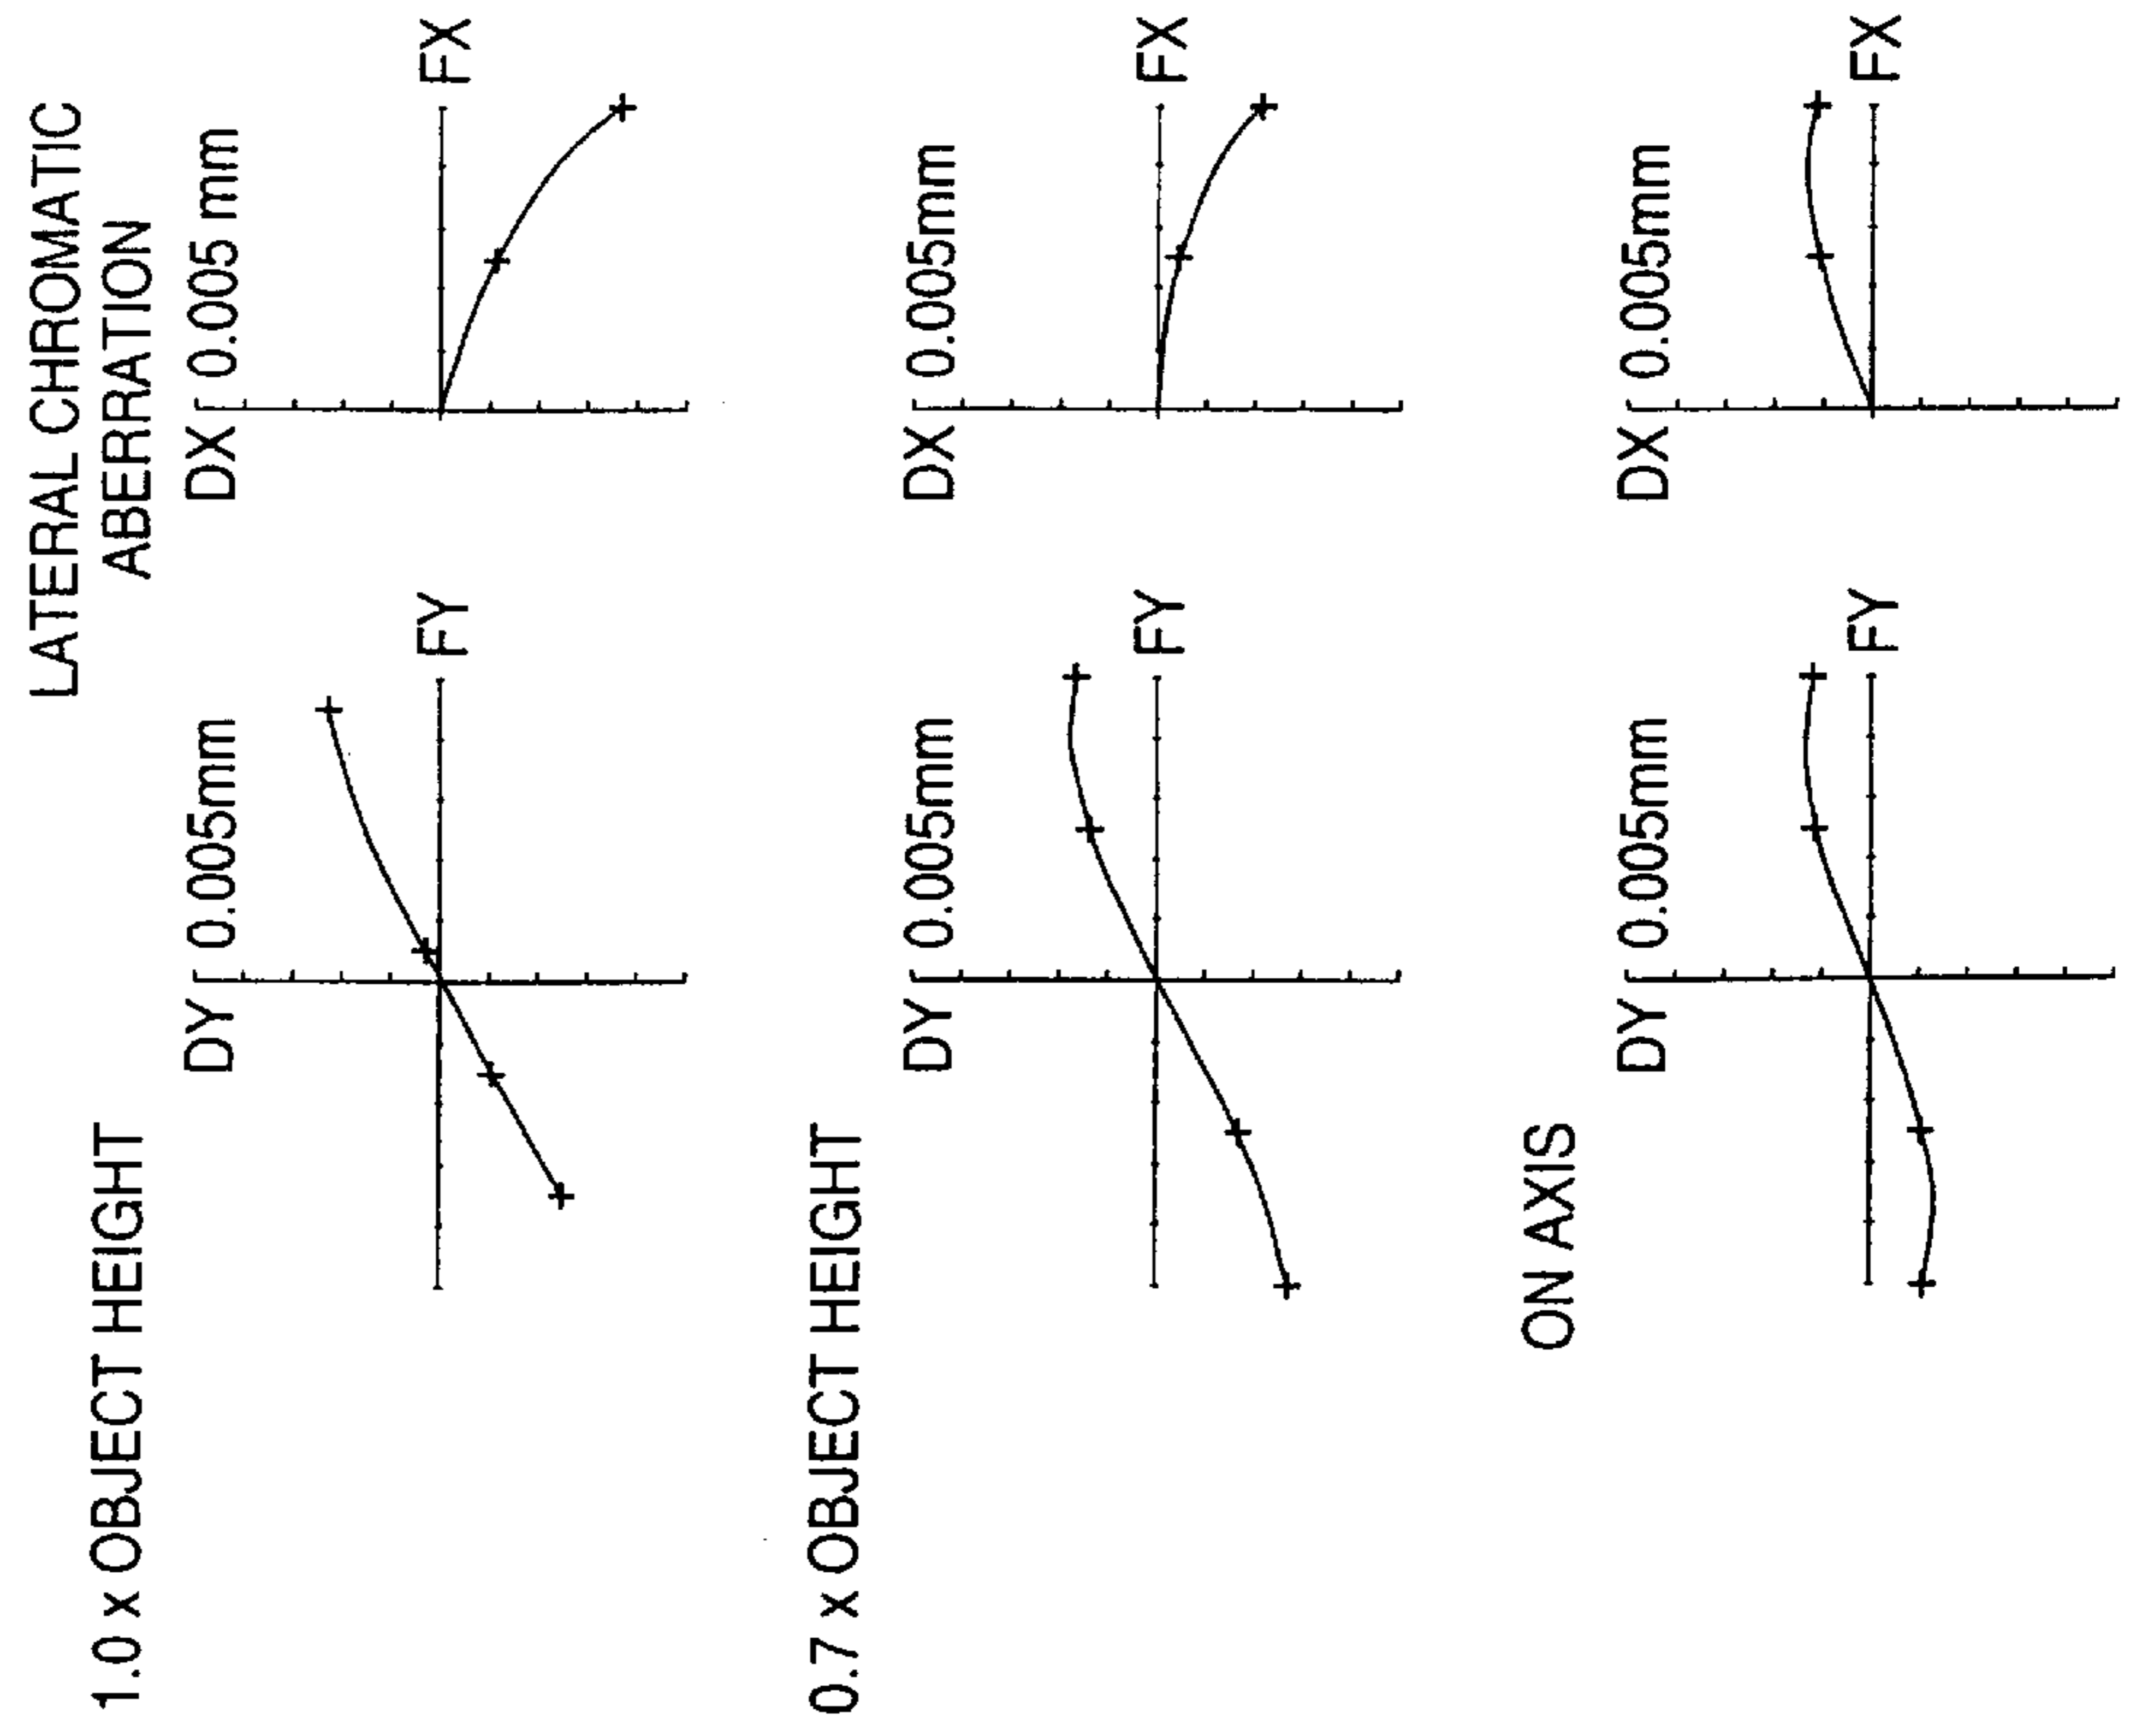 LATERAL CHROMATIC
ABERRATION
1.0 x OBJECT HEIGHT
DY 0.005mm
FY
DX 0.005 mm
FX
0.7 x OBJECT HEIGHT
DY 0.005mm
FY
DX 0.005mm
FX
ON AXIS
DY 0.005mm
FY
DX 0.005mm
FX